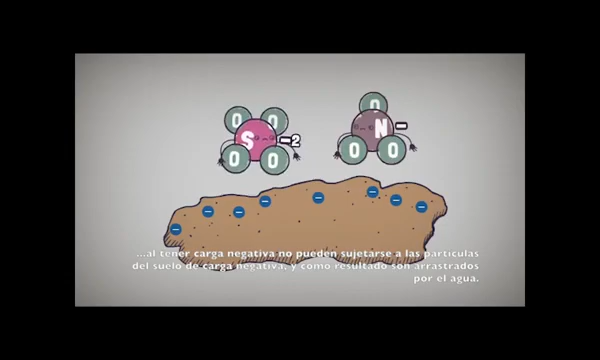 O O
S -2
O O
O
N -
O O
...al tener carga negativa no pueden sujetarse a las partículas
del suelo de carga negativa, y como resultado son arrastrados
por el agua.